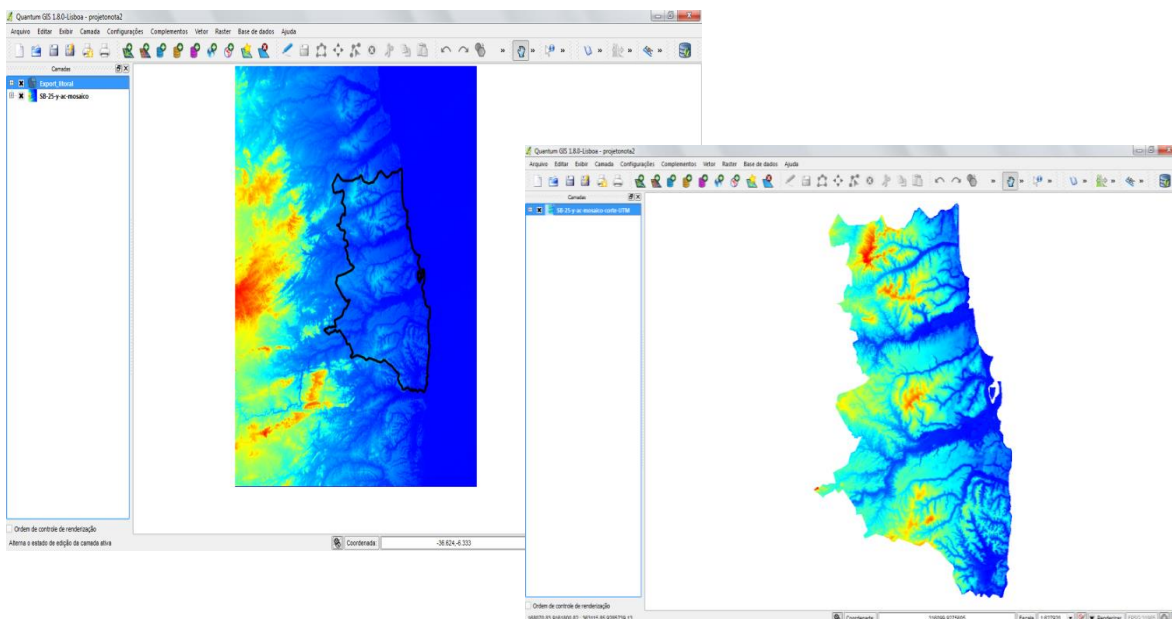 Quantum GIS 1.8.0-Lisboa - projetonota2
Arquivo Editar Exibir Camada Configurações Complementos Vetor Raster Base de dados Ajuda
Camadas
Export_litoral
SB-25-y-ac-mosaico
Ordem de controle de renderização
Alterna o estado de edição da camada ativa
Coordenada: -36.624,-6.333
Quantum GIS 1.8.0-Lisboa - projetonota2
Arquivo Editar Exibir Camada Configurações Complementos Vetor Raster Base de dados Ajuda
Camadas
SB-25-y-ac-mosaico-corte-UTM
Ordem de controle de renderização
Coordenada: Escala Renderizar